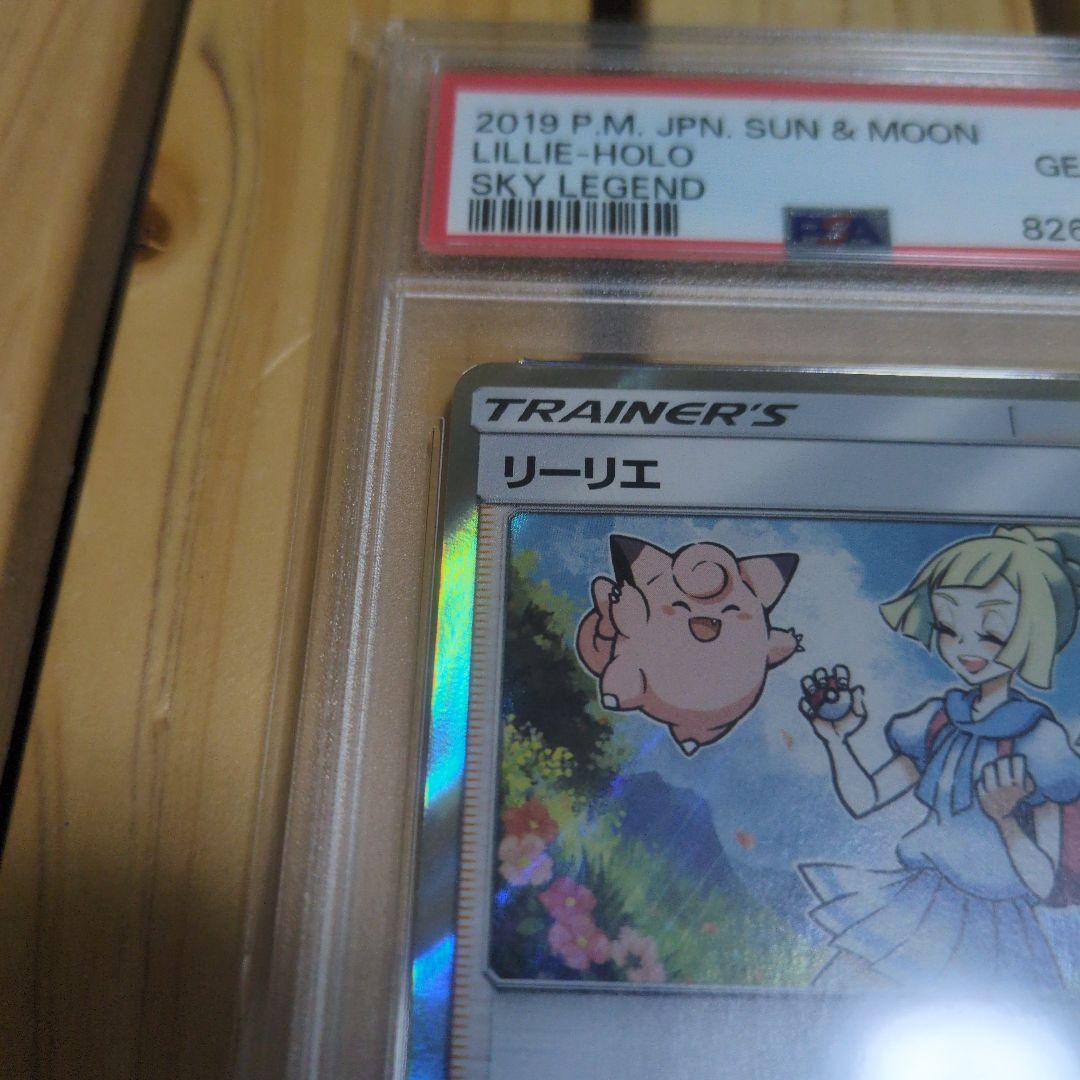 2019 P.M. JPN. SUN & MOON
LILLIE-HOLO
GE
SKY LEGEND
PSA
826
TRAINER'S
リーリエ